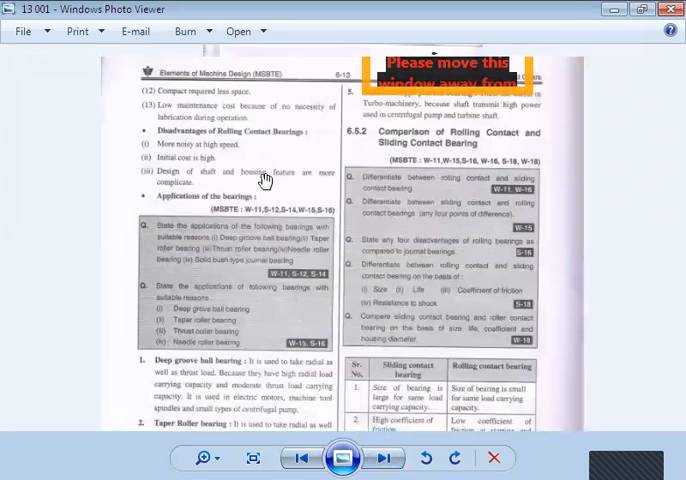 13 001 - Windows Photo Viewer
File Print E-mail Burn Open
Elements of Machine Design (MSBTE) 6-13
Please move this
window away from
(12) Compact required less space.
(13) Low maintenance cost because of no necessity of
lubrication during operation.
• Disadvantages of Rolling Contact Bearings :
(i) More noisy at high speed.
(ii) Initial cost is high.
(iii) Design of shaft and housing feature are more
complicate.
• Applications of the bearings :
(MSBTE : W-11,S-12,S-14,W-15,S-16)
Q. State the applications of the following bearings with
suitable reasons :(i) Deep groove ball bearing(ii) Taper
roller bearing (iii)Thrust roller bearing(iv)Needle roller
bearing (iv) Solid bush type journal bearing
W-11, S-12, S-14
Q. State the applications of following bearings with
suitable reasons :
(i) Deep groove ball bearing
(ii) Taper roller bearing
(ii) Thrust roller bearing
(iv) Needle roller bearing W-15, S-16
1. Deep groove ball bearing : It is used to take radial as
well as thrust load. Because they have high radial load
carrying capacity and moderate thrust load carrying
capacity. It is used in electric motors, machine tool
spindles and small types of centrifugal pump.
2. Taper Roller bearing : It is used to take radial as well
5.
Turbo-machinery, because shaft transmit high power
used in centrifugal pump and turbine shaft.
6.5.2 Comparison of Rolling Contact and
Sliding Contact Bearing
(MSBTE : W-11,W-15,S-16, W-16, S-18, W-18)
Q. Differentiate between rolling contact and sliding
contact bearing. W-11, W-16
Q. Differentiate between sliding contact and rolling
contact bearings (any four points of difference).
W-15
Q. State any four disadvantages of rolling bearings as
compared to journal bearings. S-16
Q. Differentiate between rolling contact and sliding
contact bearing on the basis of :
(i) Size (ii) Life (iii) Coefficient of friction
(iv) Resistance to shock S-18
Q. Compare sliding contact bearing and roller contact
bearing on the basis of size, life, coefficient and
housing diameter. W-18
Sr. No. Sliding contact bearing Rolling contact bearing
1. Size of bearing is large for same load carrying capacity. Size of bearing is small for same load carrying capacity.
2. High coefficient of friction. Low coefficient of